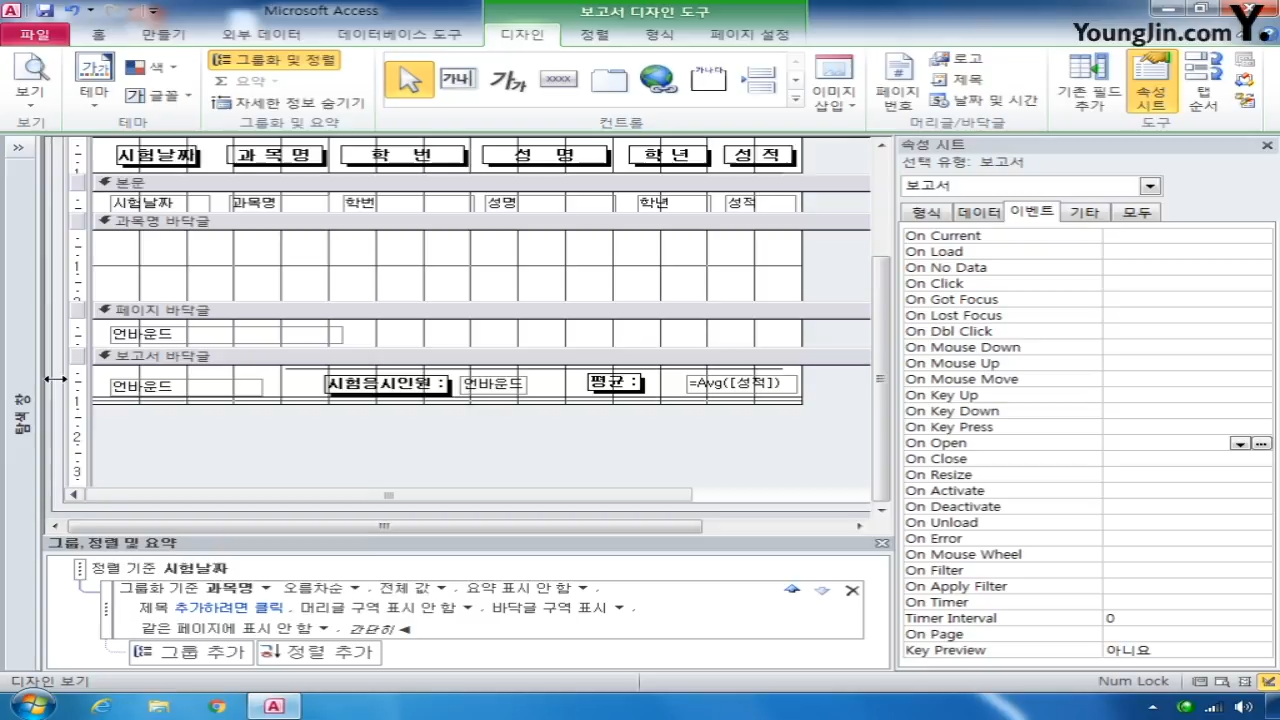 Microsoft Access
보고서 디자인 도구
YoungJin.com Y.
파일 홈 만들기 외부 데이터 데이터베이스 도구 디자인 정렬 형식 페이지 설정
보기
테마
색
글꼴
그룹화 및 정렬
Σ 요약
자세한 정보 숨기기
가나
가가
XXXX
가나다
이미지 삽입
페이지 번호
로고
제목
날짜 및 시간
기존 필드 추가
속성 시트
탭 순서
보기 테마 그룹화 및 요약 컨트롤 머리글/바닥글 도구
시험날짜 과 목 명 학 번 성 명 학 년 성 적
본문
시험날짜 과목명 학번 성명 학년 성적
과목명 바닥글
1
페이지 바닥글
언바운드
보고서 바닥글
언바운드 시험응시인원 : 언바운드 평균 : =Avg([성적])
1
2
3
탐색 창
그룹, 정렬 및 요약
정렬 기준 시험날짜
그룹화 기준 과목명 오름차순 , 전체 값 , 요약 표시 안 함 ,
제목 추가하려면 클릭 , 머리글 구역 표시 안 함 , 바닥글 구역 표시 ,
같은 페이지에 표시 안 함 , 간단히
그룹 추가 정렬 추가
속성 시트
선택 유형: 보고서
보고서
형식 데이터 이벤트 기타 모두
On Current
On Load
On No Data
On Click
On Got Focus
On Lost Focus
On Dbl Click
On Mouse Down
On Mouse Up
On Mouse Move
On Key Up
On Key Down
On Key Press
On Open
On Close
On Resize
On Activate
On Deactivate
On Unload
On Error
On Mouse Wheel
On Filter
On Apply Filter
On Timer
Timer Interval 0
On Page
Key Preview 아니요
디자인 보기
Num Lock